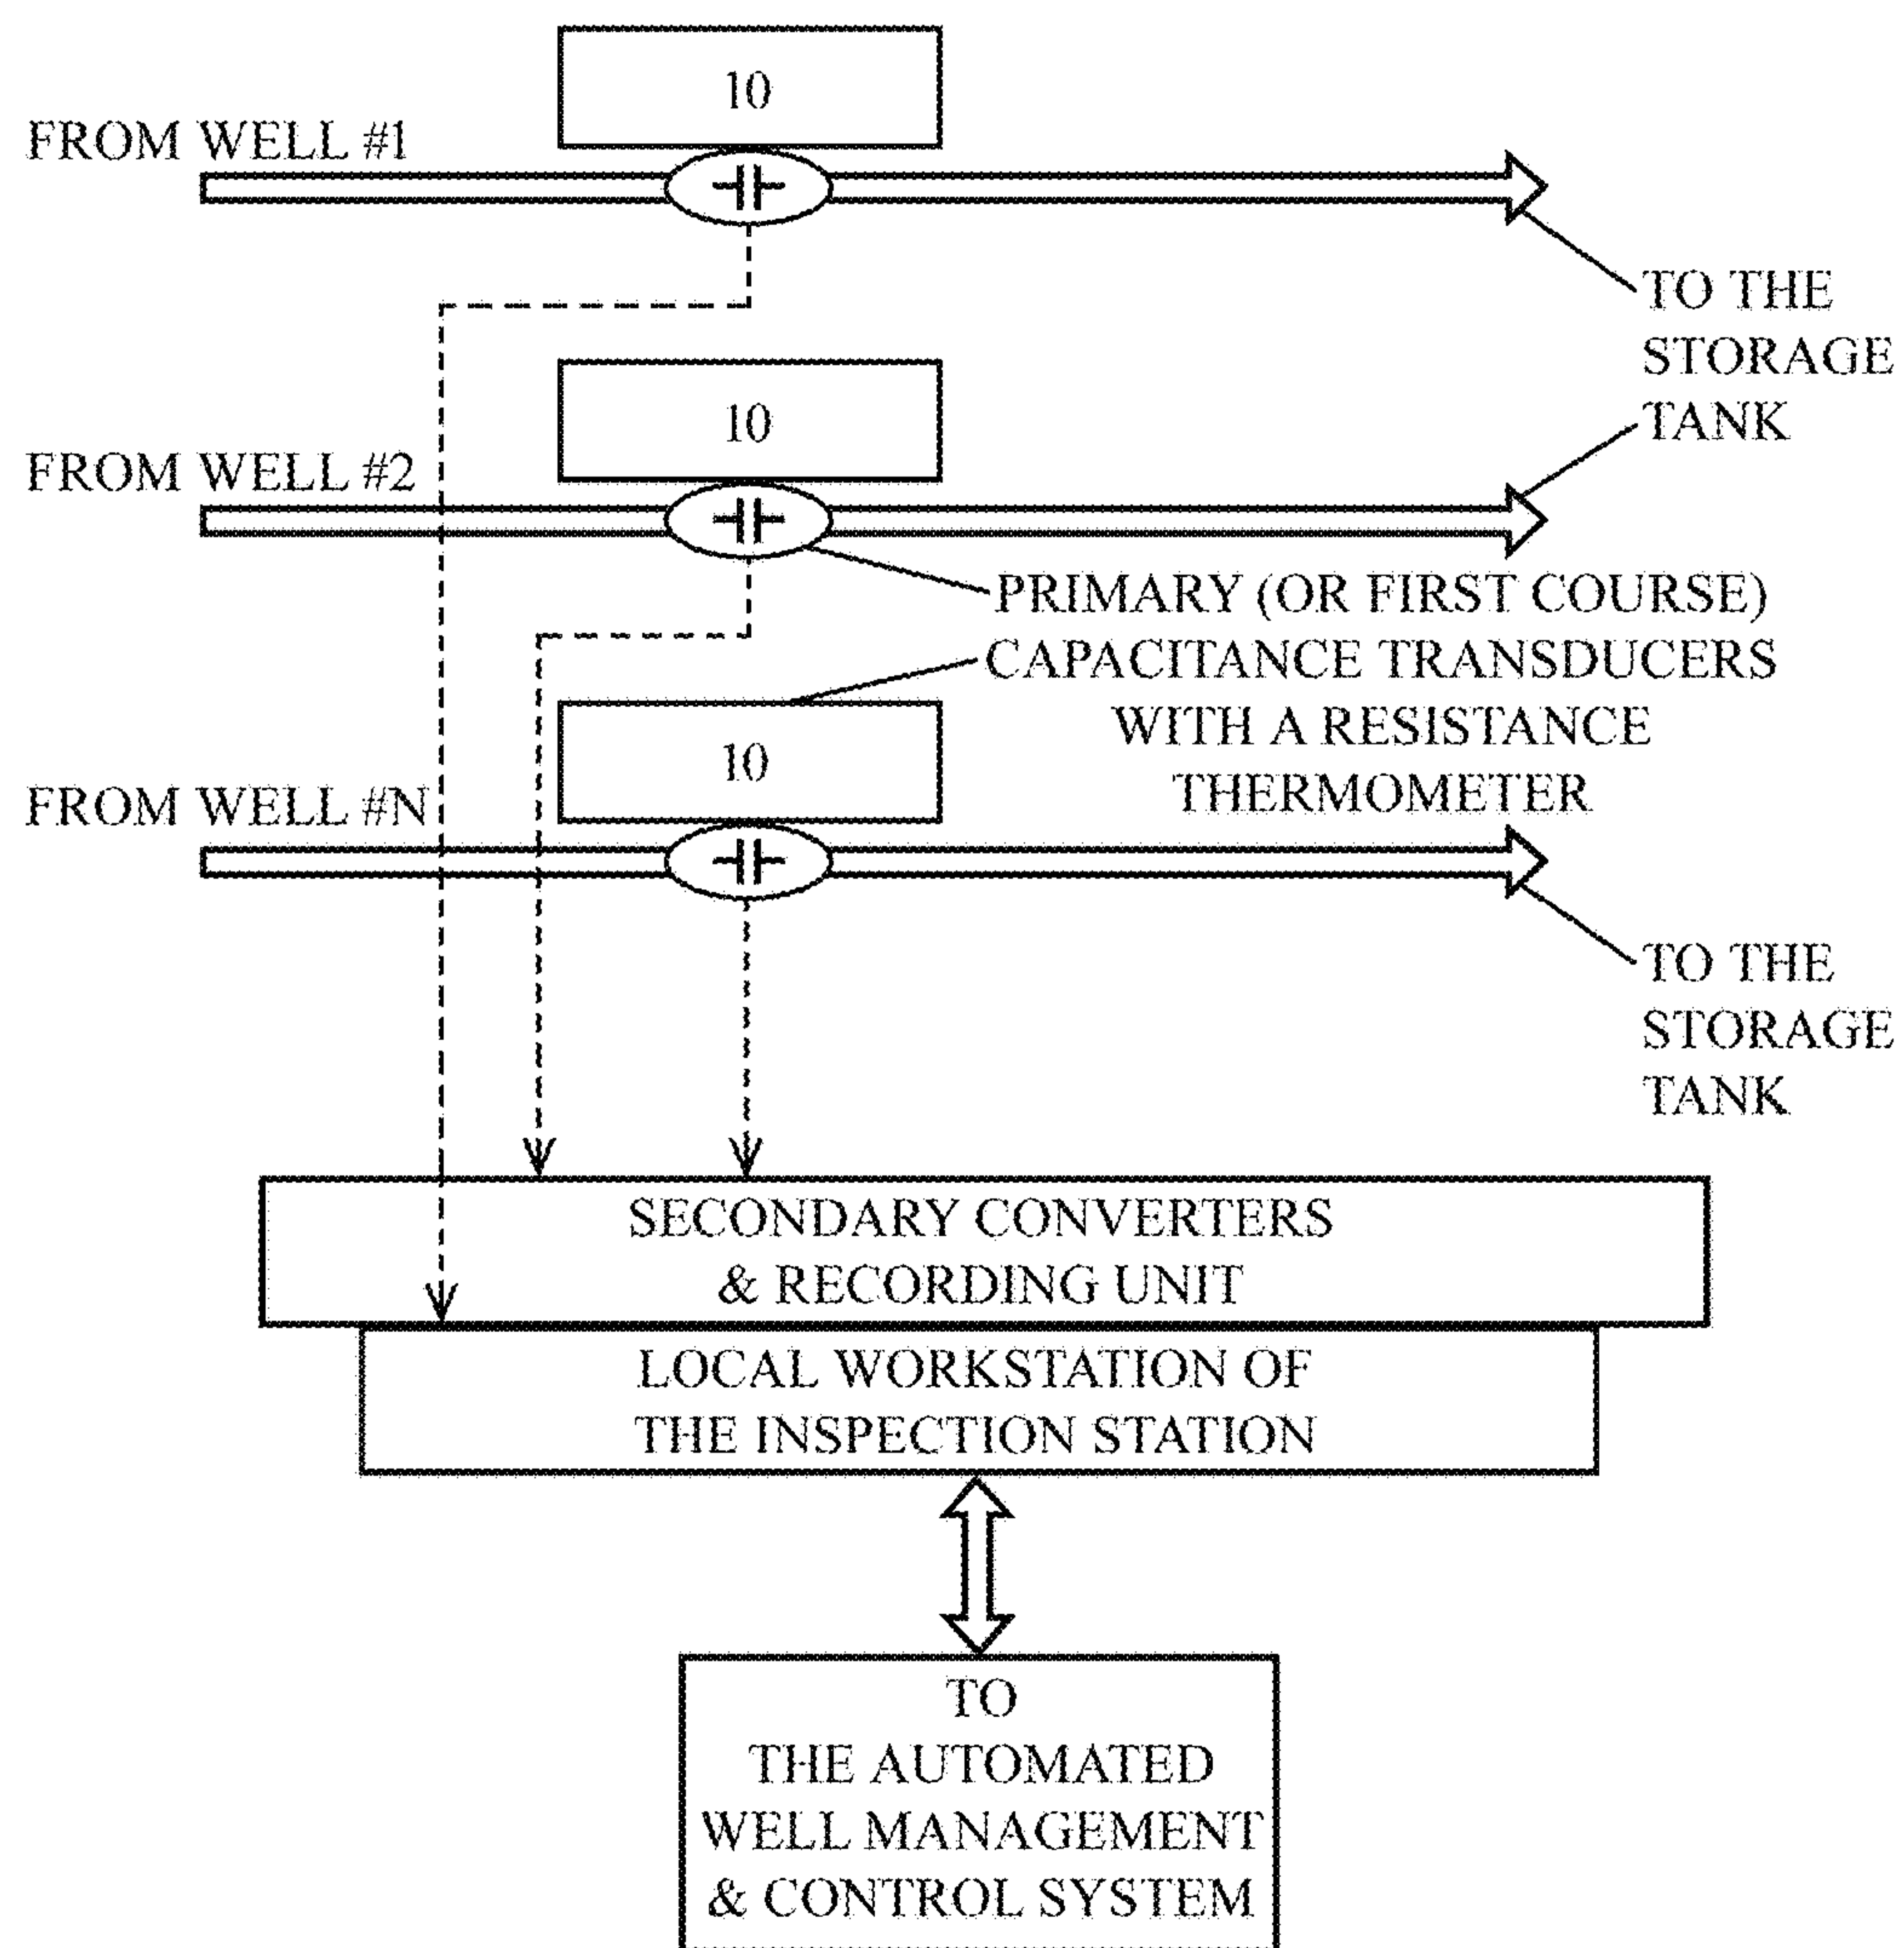 10
FROM WELL #1
TO THE
STORAGE
TANK
10
FROM WELL #2
PRIMARY (OR FIRST COURSE)
CAPACITANCE TRANSDUCERS
WITH A RESISTANCE
THERMOMETER
10
FROM WELL #N
TO THE
STORAGE
TANK
SECONDARY CONVERTERS
& RECORDING UNIT
LOCAL WORKSTATION OF
THE INSPECTION STATION
TO
THE AUTOMATED
WELL MANAGEMENT
& CONTROL SYSTEM